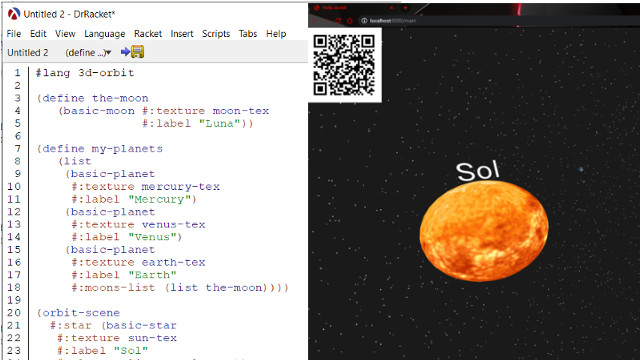 Untitled 2 - DrRacket*
File Edit View Language Racket Insert Scripts Tabs Help
Untitled 2 (define ...)
1 #lang 3d-orbit
2
3 (define the-moon
4 (basic-moon #:texture moon-tex
5 #:label "Luna"))
6
7 (define my-planets
8 (list
9 (basic-planet
10 #:texture mercury-tex
11 #:label "Mercury")
12 (basic-planet
13 #:texture venus-tex
14 #:label "Venus")
15 (basic-planet
16 #:texture earth-tex
17 #:label "Earth"
18 #:moons-list (list the-moon))))
19
20 (orbit-scene
21 #:star (basic-star
22 #:texture sun-tex
23 #:label "Sol"
Sol